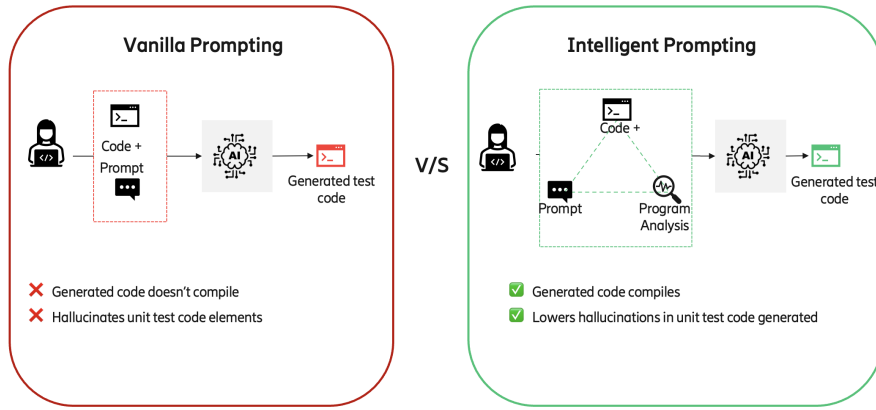 Vanilla Prompting
Code +
Prompt
AI
Generated test
code
Generated code doesn't compile
Hallucinates unit test code elements
V/S
Intelligent Prompting
Code +
Prompt
Program
Analysis
AI
Generated test
code
Generated code compiles
Lowers hallucinations in unit test code generated